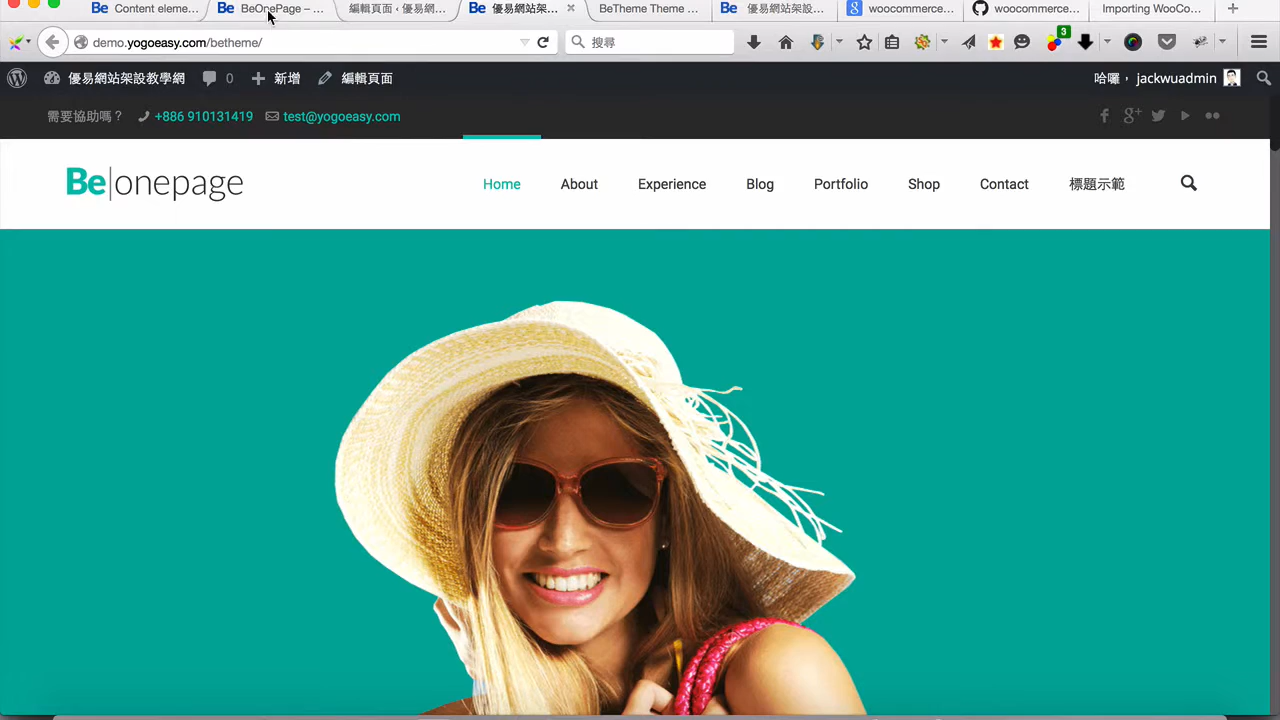 Be Content eleme...
Be BeOnePage – ...
編輯頁面 ‹ 優易網...
Be 優易網站架...
BeTheme Theme ...
Be 優易網站架設...
woocommerce...
woocommerce...
Importing WooCo...
demo.yogoeasy.com/betheme/
搜尋
3
優易網站架設教學網
0
新增
編輯頁面
哈囉， jackwuadmin
需要協助嗎？ +886 910131419 test@yogoeasy.com
Be|onepage
Home About Experience Blog Portfolio Shop Contact 標題示範